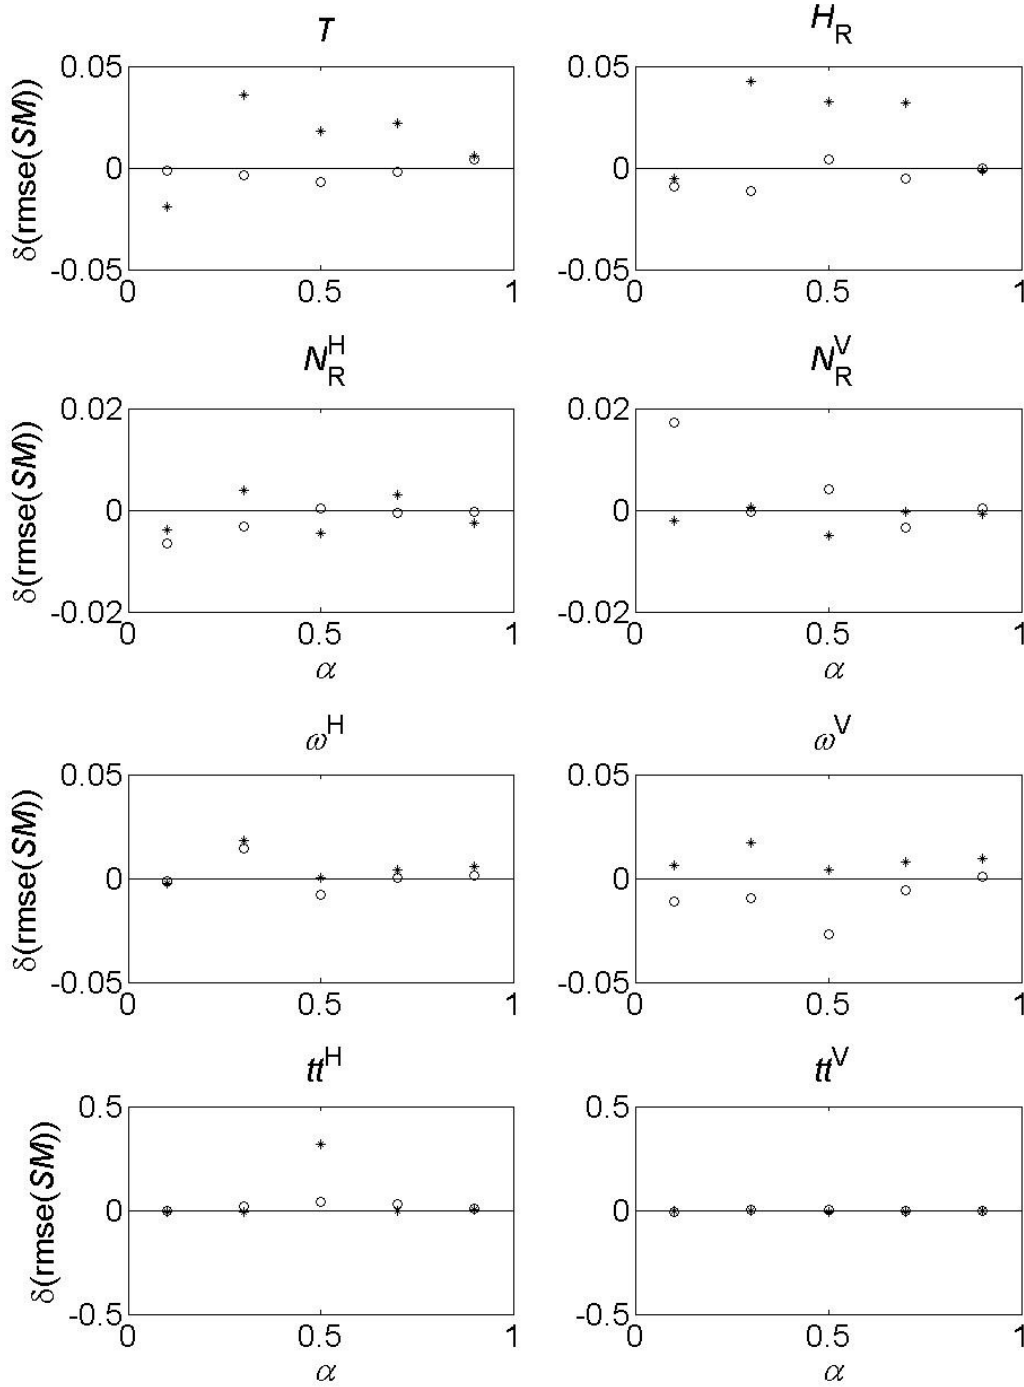 T
H_R
0.05
0
-0.05
0 0.5 1
δ(rmse(SM))
0.05
0
-0.05
0 0.5 1
N_R^H
N_R^V
0.02
0
-0.02
0 0.5 1
δ(rmse(SM))
α
0.02
0
-0.02
0 0.5 1
α
ω^H
ω^V
0.05
0
-0.05
0 0.5 1
δ(rmse(SM))
0.05
0
-0.05
0 0.5 1
tt^H
tt^V
0.5
0
-0.5
0 0.5 1
δ(rmse(SM))
α
0.5
0
-0.5
0 0.5 1
α